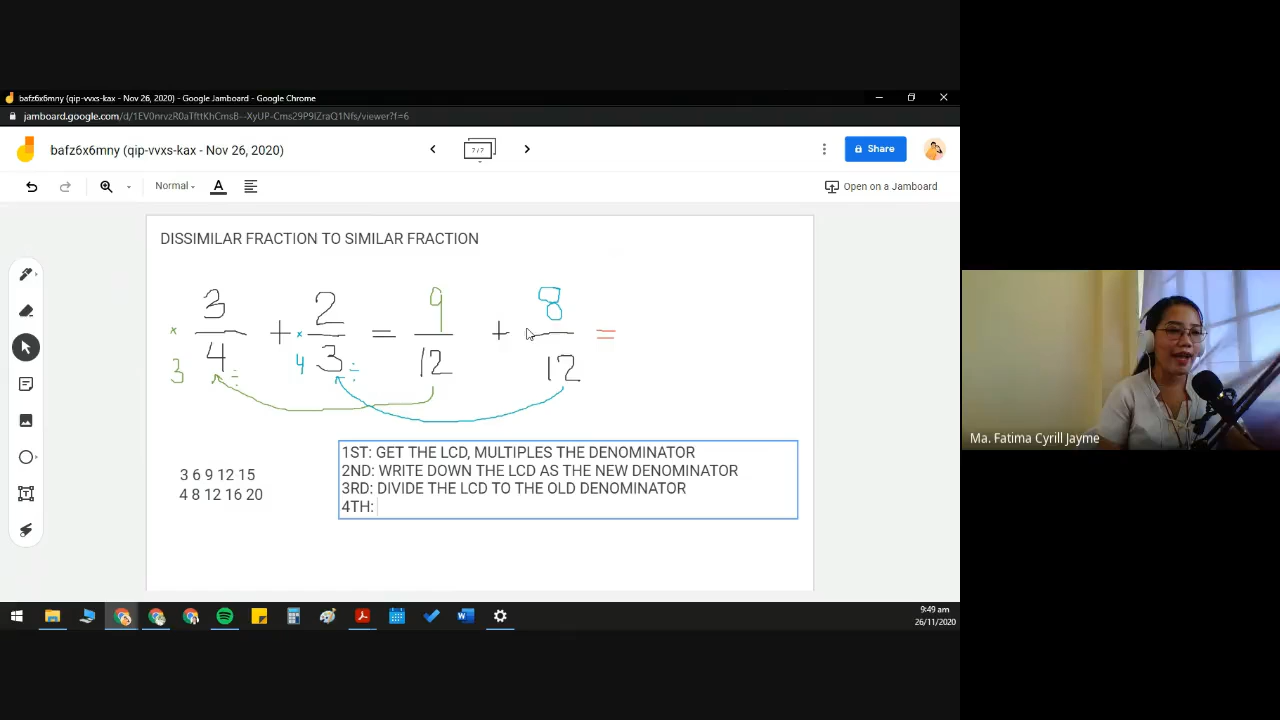 bafz6x6mny (qip-vvxs-kax - Nov 26, 2020) - Google Jamboard - Google Chrome
jamboard.google.com/d/1EV0nrvzR0aTfttKhCmsB--XyUP-Cms29P9lZraQ1Nfs/viewer?f=6
bafz6x6mny (qip-vvxs-kax - Nov 26, 2020)
7 / 7
Share
Normal
A
Open on a Jamboard
DISSIMILAR FRACTION TO SIMILAR FRACTION
3 2 9 8
× + × = + =
4 3 12 12
3 ÷ 4 ÷
1ST: GET THE LCD, MULTIPLES THE DENOMINATOR
2ND: WRITE DOWN THE LCD AS THE NEW DENOMINATOR
3RD: DIVIDE THE LCD TO THE OLD DENOMINATOR
4TH:
3 6 9 12 15
4 8 12 16 20
Ma. Fatima Cyrill Jayme
9:49 am
26/11/2020